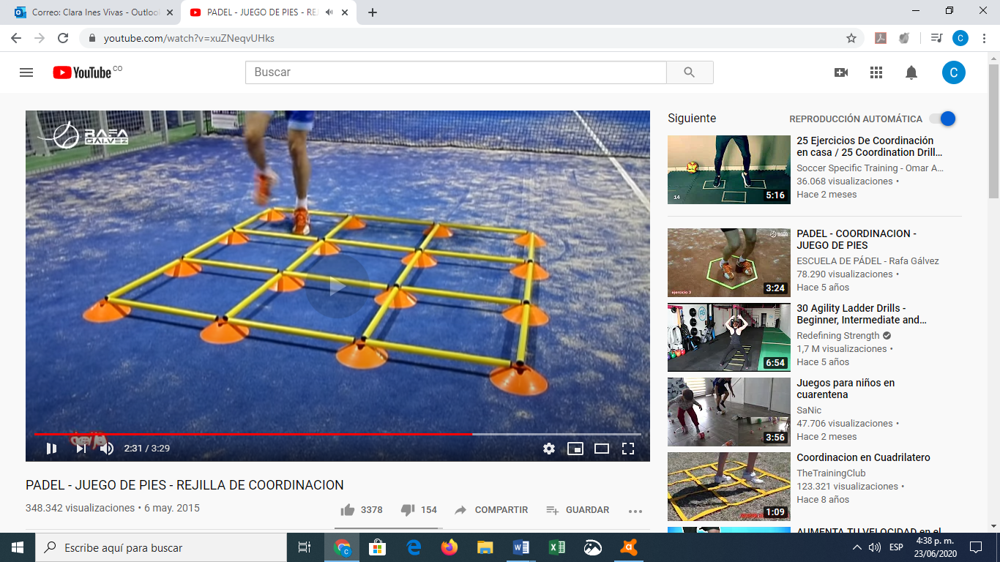 Correo: Clara Ines Vivas - Outloo
PADEL - JUEGO DE PIES - RE
youtube.com/watch?v=xuZNeqvUHks
C
YouTube CO
Buscar
C
RAFA
GALVEZ
2:31 / 3:29
PADEL - JUEGO DE PIES - REJILLA DE COORDINACION
348.342 visualizaciones • 6 may. 2015
3378
154
COMPARTIR
GUARDAR
Siguiente
REPRODUCCIÓN AUTOMÁTICA
14
5:16
25 Ejercicios De Coordinación
en casa / 25 Coordination Drill...
Soccer Specific Training - Omar A...
36.068 visualizaciones •
Hace 2 meses
ejercicio 3
3:24
PADEL - COORDINACION -
JUEGO DE PIES
ESCUELA DE PÁDEL - Rafa Gálvez
78.290 visualizaciones •
Hace 5 años
6:54
30 Agility Ladder Drills -
Beginner, Intermediate and...
Redefining Strength
1,7 M visualizaciones •
Hace 5 años
3:56
Juegos para niños en
cuarentena
SaNic
47.706 visualizaciones •
Hace 2 meses
1:09
Coordinacion en Cuadrilatero
TheTrainingClub
123.321 visualizaciones •
Hace 8 años
AUMENTA TU VELOCIDAD en el
Escribe aquí para buscar
ESP
4:38 p. m.
23/06/2020